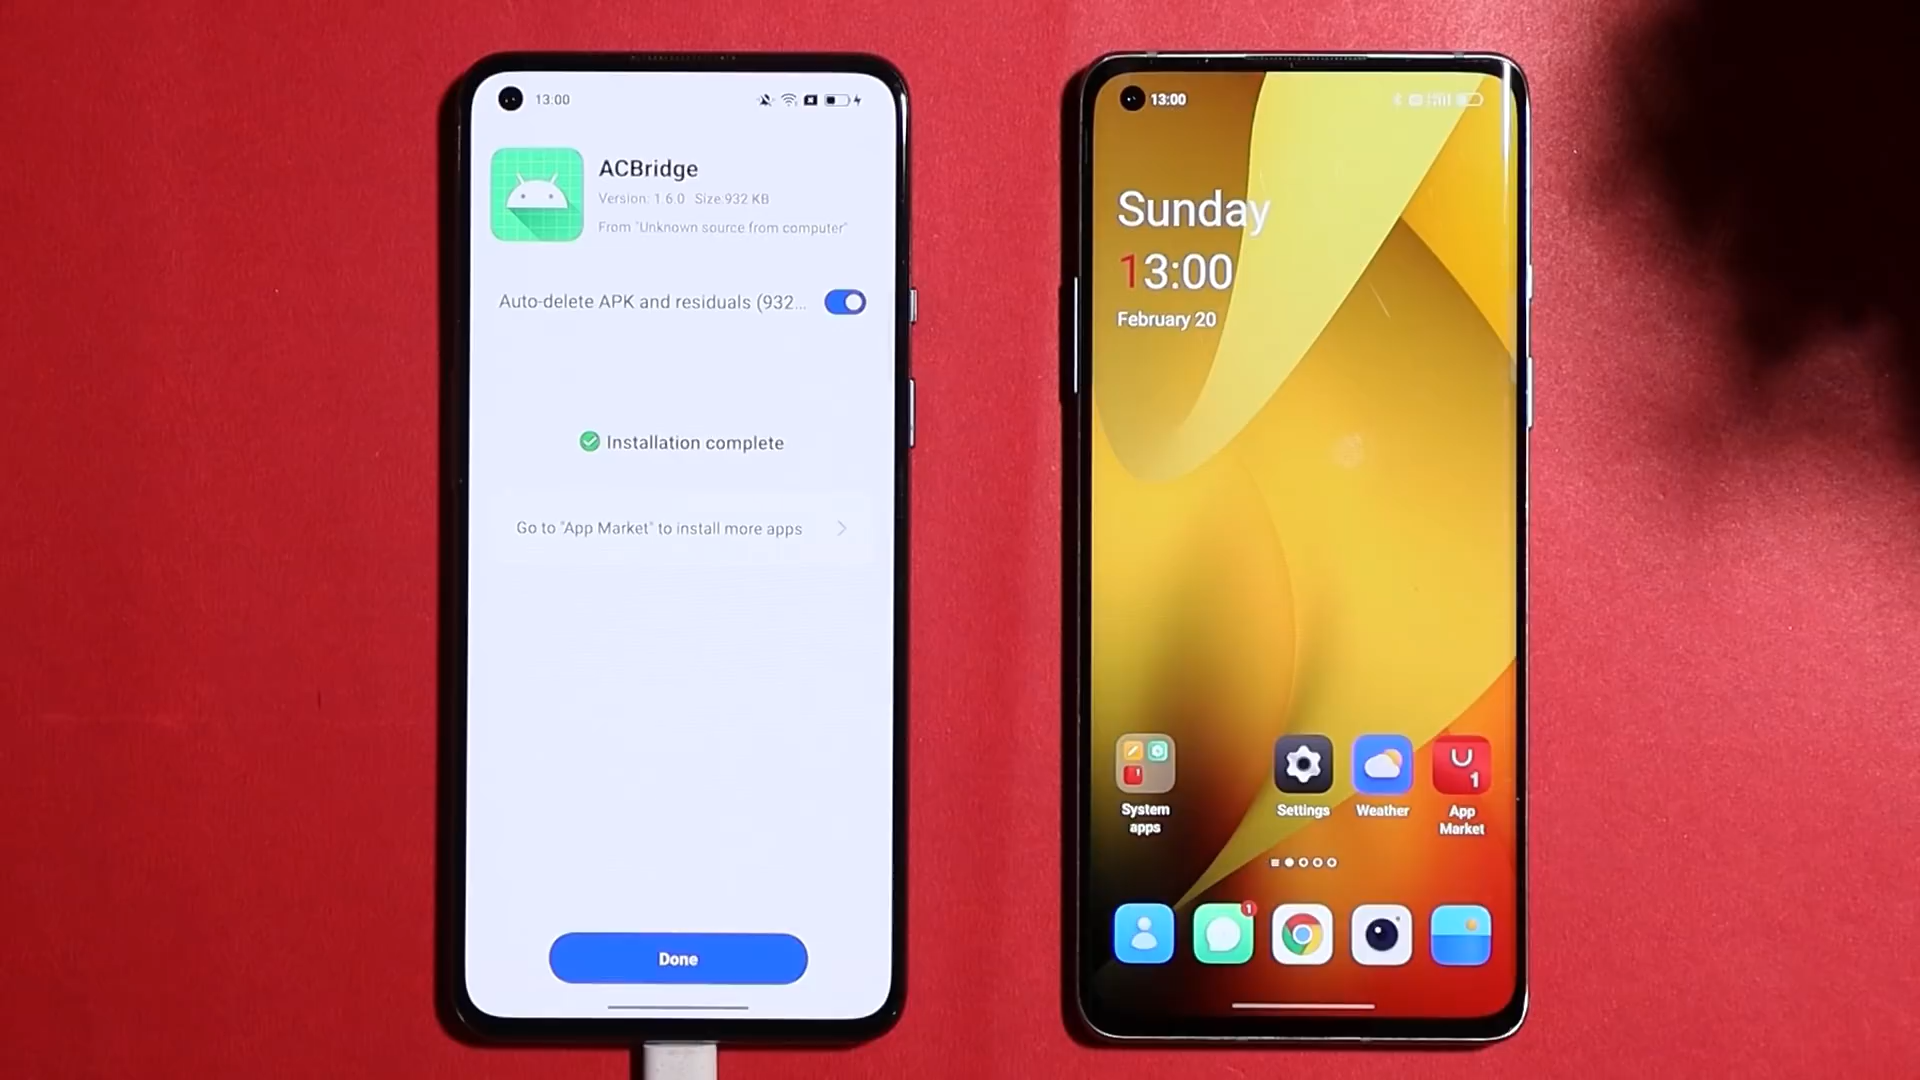 13:00
ACBridge
Version: 1.6.0 Size:932 KB
From "Unknown source from computer"
Auto-delete APK and residuals (932...
Installation complete
Go to "App Market" to install more apps
Done
13:00
Sunday
13:00
February 20
System
apps
Settings
Weather
1
App
Market
1